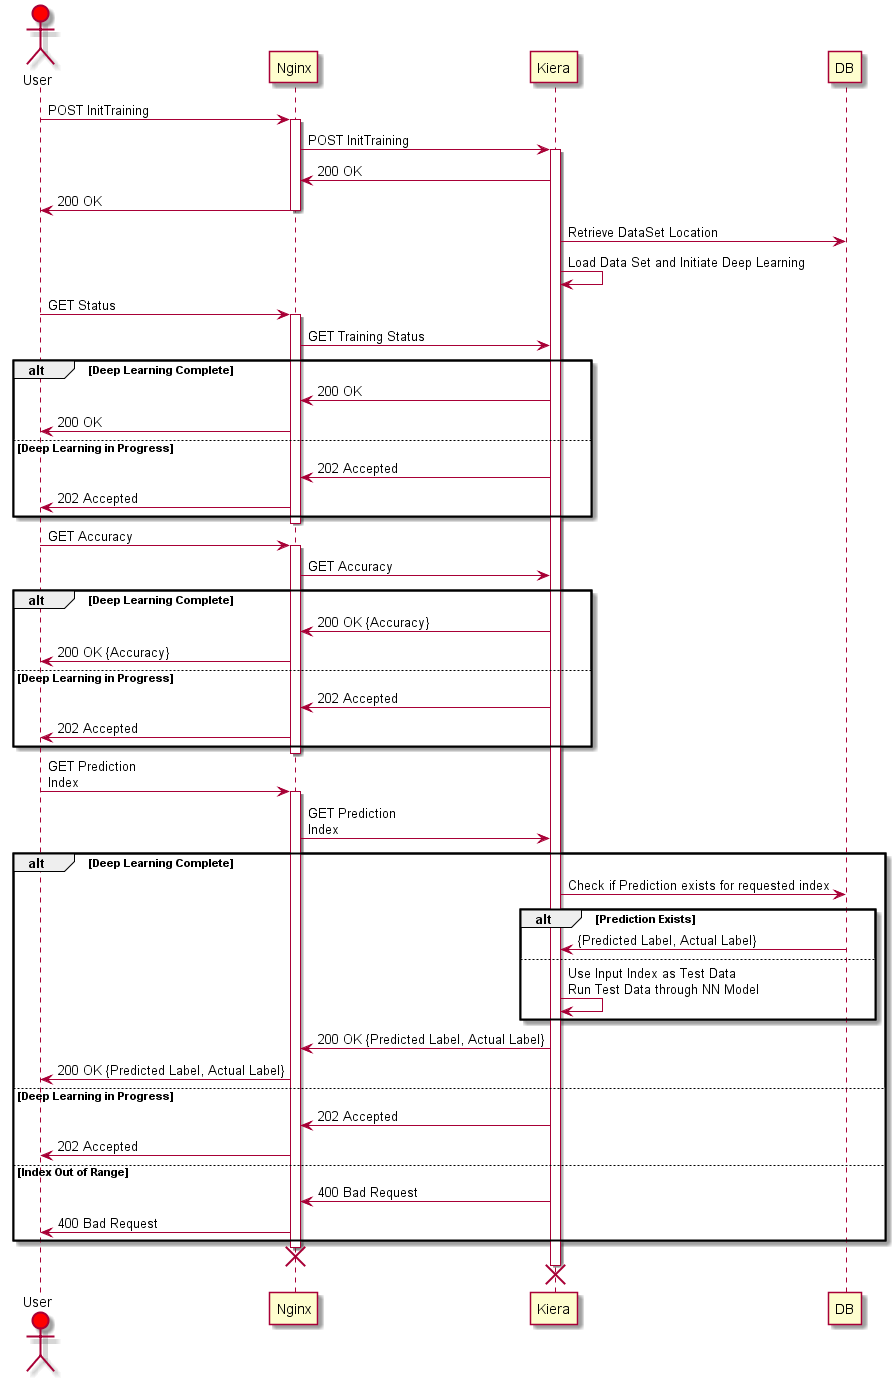 User
Nginx
Kiera
DB
POST InitTraining
POST InitTraining
200 OK
200 OK
Retrieve DataSet Location
Load Data Set and Initiate Deep Learning
GET Status
GET Training Status
alt [Deep Learning Complete]
200 OK
200 OK
[Deep Learning in Progress]
202 Accepted
202 Accepted
GET Accuracy
GET Accuracy
alt [Deep Learning Complete]
200 OK {Accuracy}
200 OK {Accuracy}
[Deep Learning in Progress]
202 Accepted
202 Accepted
GET Prediction
Index
GET Prediction
Index
alt [Deep Learning Complete]
Check if Prediction exists for requested index
alt [Prediction Exists]
{Predicted Label, Actual Label}
Use Input Index as Test Data
Run Test Data through NN Model
200 OK {Predicted Label, Actual Label}
200 OK {Predicted Label, Actual Label}
[Deep Learning in Progress]
202 Accepted
202 Accepted
[Index Out of Range]
400 Bad Request
400 Bad Request
User
Nginx
Kiera
DB